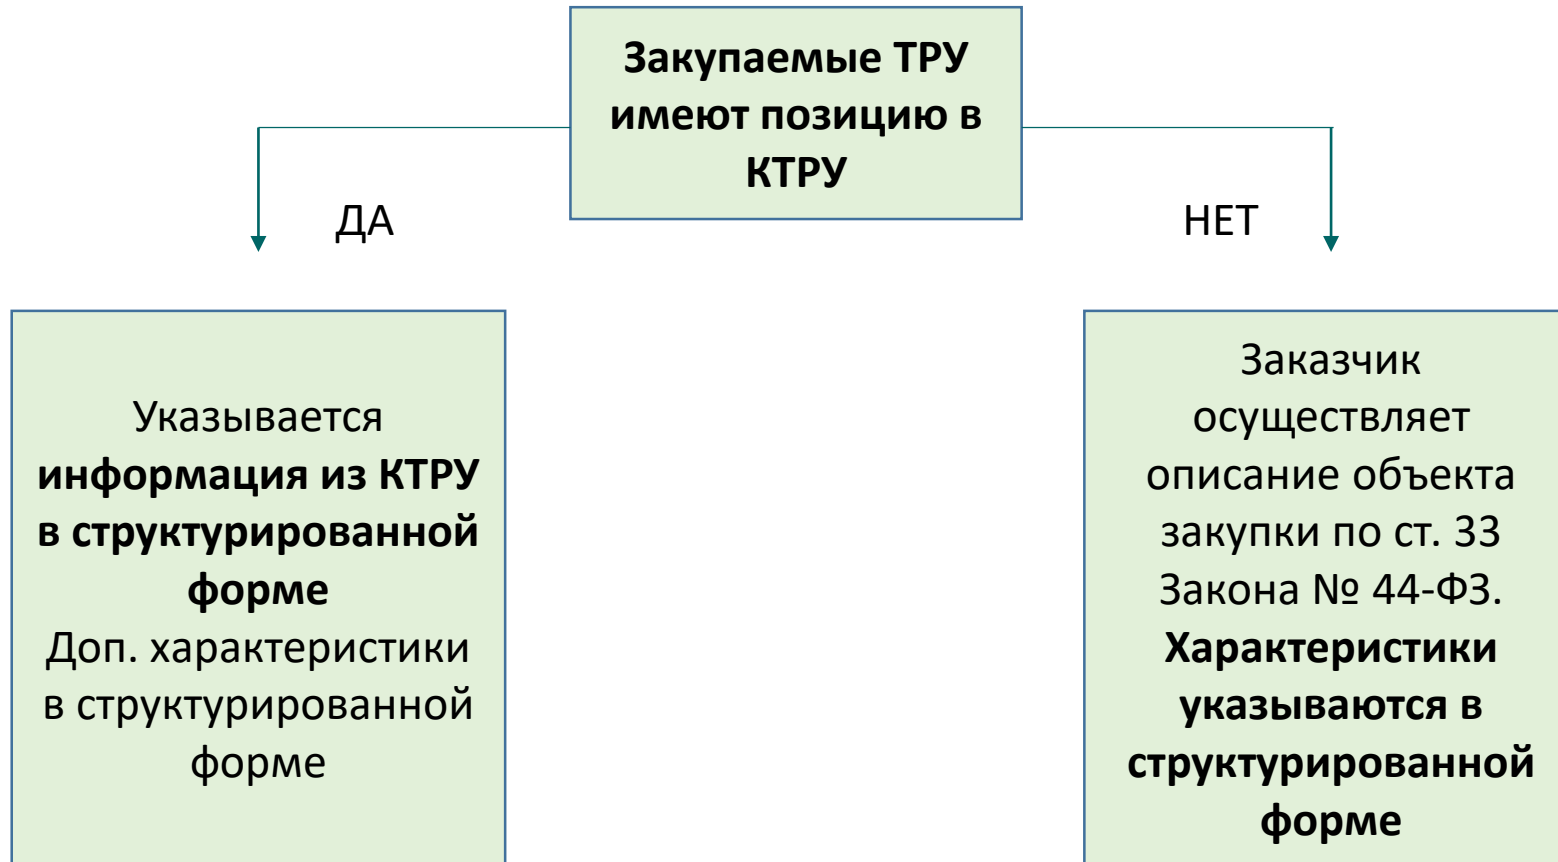 Закупаемые ТРУ
имеют позицию в
КТРУ
ДА
НЕТ
Указывается
информация из КТРУ
в структурированной
форме
Доп. характеристики
в структурированной
форме
Заказчик
осуществляет
описание объекта
закупки по ст. 33
Закона № 44-ФЗ.
Характеристики
указываются в
структурированной
форме